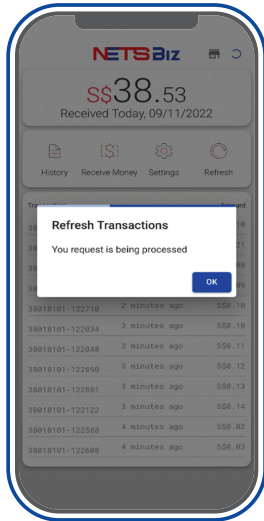 NETS BIZ
S$38.53
Received Today, 09/11/2022
History Receive Money Settings Refresh
Amount
Refresh Transactions
You request is being processed
OK
38018101-122710 2 minutes ago S$0.10
38018101-122034 3 minutes ago S$0.10
38018101-122048 3 minutes ago S$0.11
38018101-122090 3 minutes ago S$0.12
38018101-122081 3 minutes ago S$0.13
38018101-122122 3 minutes ago S$0.14
38018101-122588 4 minutes ago S$0.02
38018101-122608 4 minutes ago S$0.03